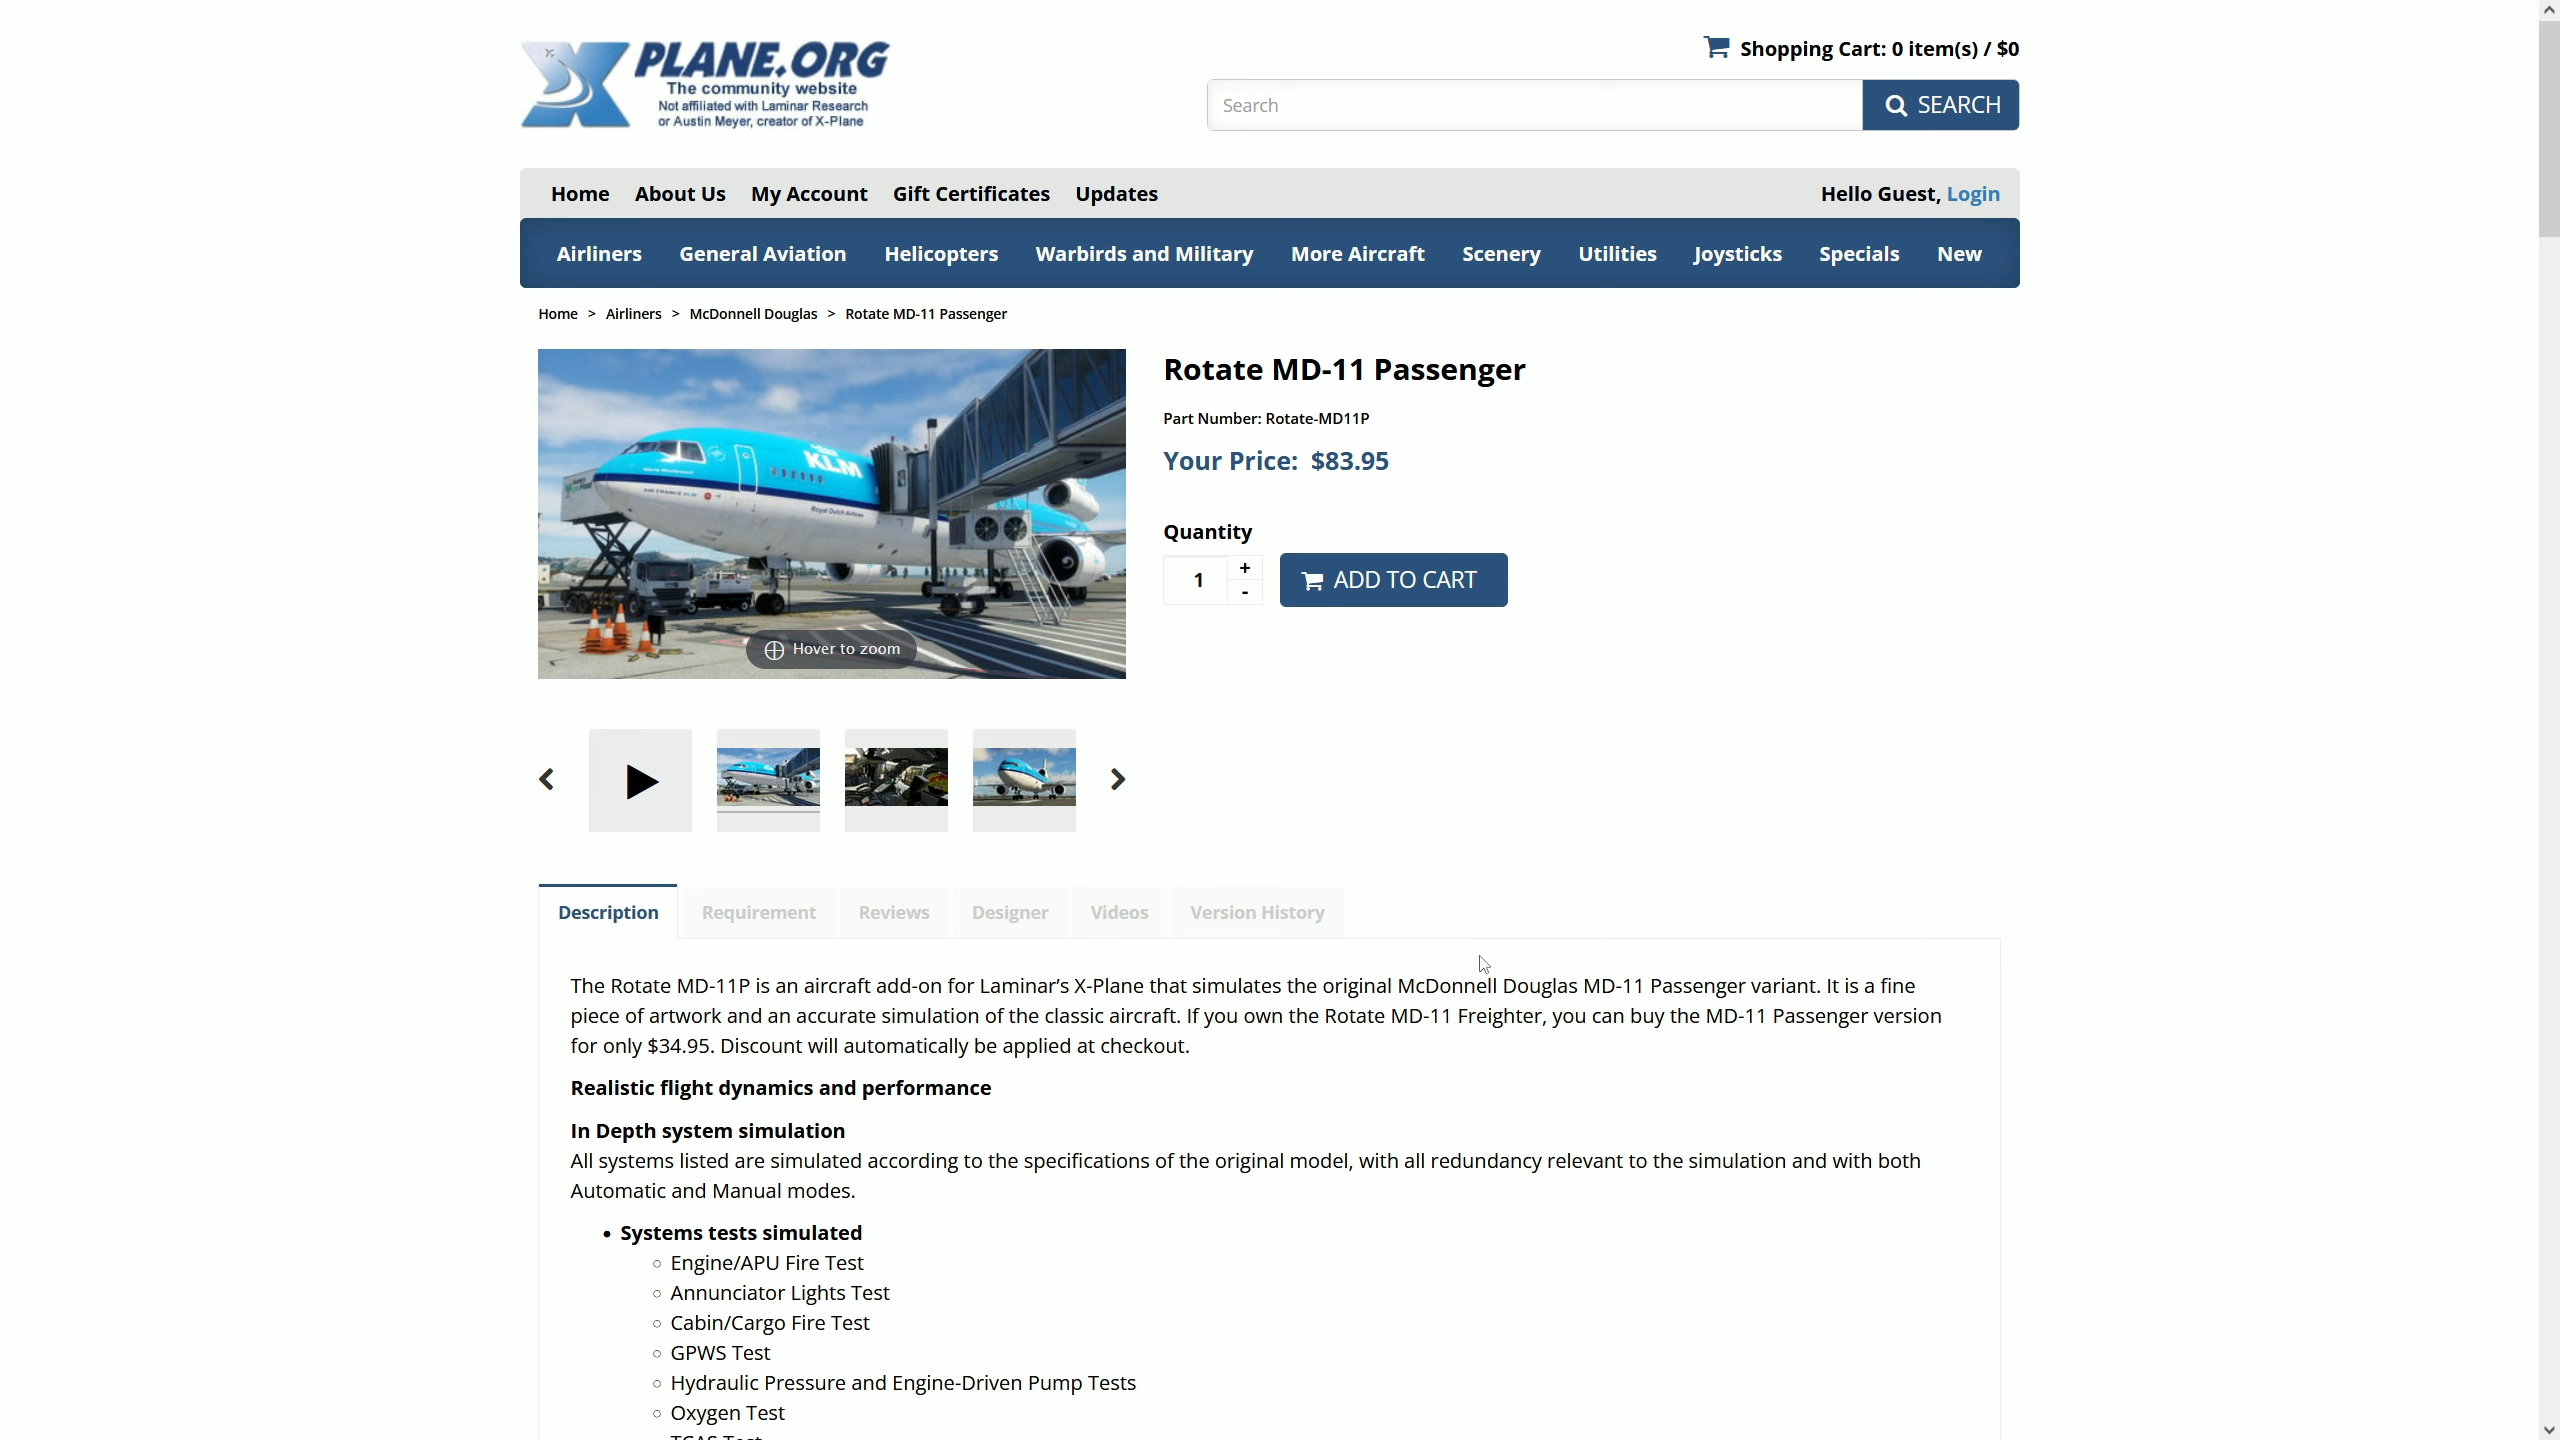 PLANE.ORG
The community website
Not affiliated with Laminar Research
or Austin Meyer, creator of X-Plane
Shopping Cart: 0 item(s) / $0
Search
SEARCH
Home About Us My Account Gift Certificates Updates
Hello Guest, Login
Airliners General Aviation Helicopters Warbirds and Military More Aircraft Scenery Utilities Joysticks Specials New
Home > Airliners > McDonnell Douglas > Rotate MD-11 Passenger
KLM
Royal Dutch Airlines
Hover to zoom
Rotate MD-11 Passenger
Part Number: Rotate-MD11P
Your Price: $83.95
Quantity
1
+
-
ADD TO CART
Description Requirement Reviews Designer Videos Version History
The Rotate MD-11P is an aircraft add-on for Laminar’s X-Plane that simulates the original McDonnell Douglas MD-11 Passenger variant. It is a fine
piece of artwork and an accurate simulation of the classic aircraft. If you own the Rotate MD-11 Freighter, you can buy the MD-11 Passenger version
for only $34.95. Discount will automatically be applied at checkout.
Realistic flight dynamics and performance
In Depth system simulation
All systems listed are simulated according to the specifications of the original model, with all redundancy relevant to the simulation and with both
Automatic and Manual modes.
• Systems tests simulated
○ Engine/APU Fire Test
○ Annunciator Lights Test
○ Cabin/Cargo Fire Test
○ GPWS Test
○ Hydraulic Pressure and Engine-Driven Pump Tests
○ Oxygen Test